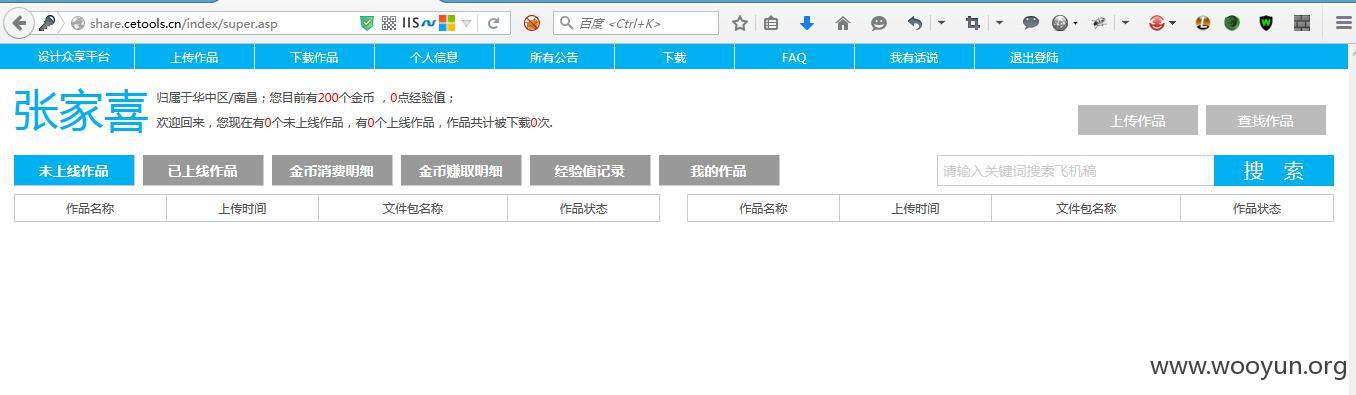 share.cetools.cn/index/super.asp IIS 百度 <Ctrl+K>
设计众享平台 上传作品 下载作品 个人信息 所有公告 下载 FAQ 我有话说 退出登陆
张家喜
归属于华中区/南昌；您目前有200个金币 ，0点经验值；
欢迎回来，您现在有0个未上线作品，有0个上线作品，作品共计被下载0次.
上传作品 查找作品
未上线作品 已上线作品 金币消费明细 金币赚取明细 经验值记录 我的作品 请输入关键词搜索飞机稿 搜 索
作品名称 上传时间 文件包名称 作品状态 作品名称 上传时间 文件包名称 作品状态
www.wooyun.org